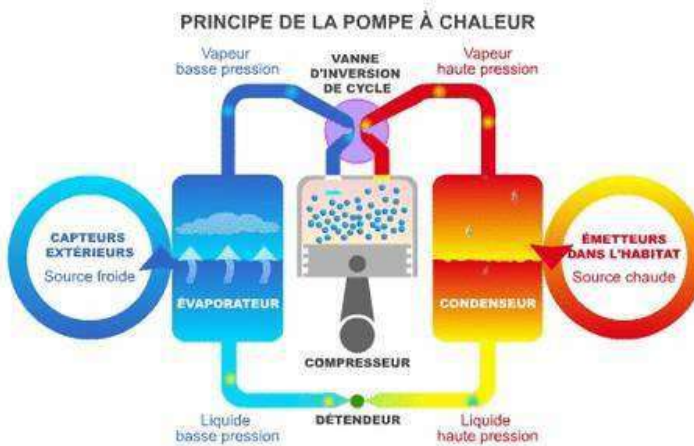 PRINCIPE DE LA POMPE À CHALEUR
Vapeur
basse pression
VANNE
D'INVERSION
DE CYCLE
Vapeur
haute pression
CAPTEURS
EXTÉRIEURS
Source froide
ÉVAPORATEUR
CONDENSEUR
ÉMETTEURS
DANS L'HABITAT
Source chaude
COMPRESSEUR
Liquide
basse pression
DÉTENDEUR
Liquide
haute pression